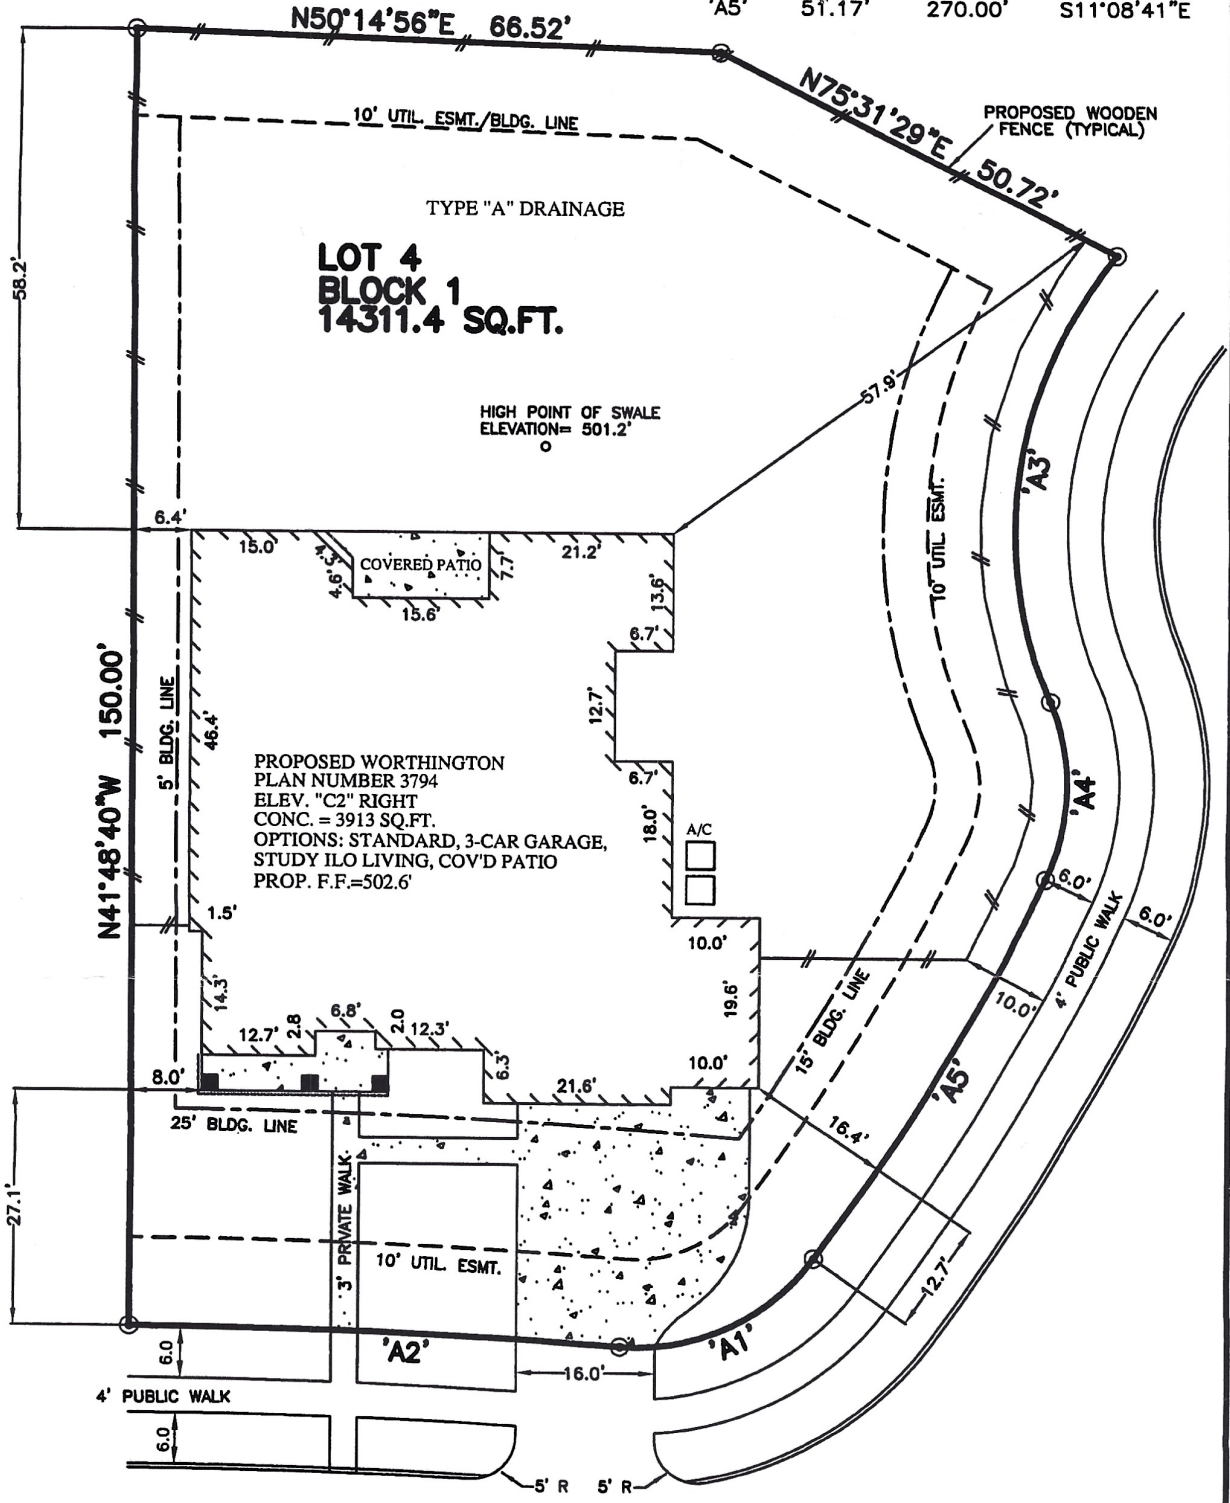 'A5' 51.17' 270.00' S11°08'41"E
N50°14'56"E 66.52'
N75°31'29"E 50.72'
PROPOSED WOODEN
FENCE (TYPICAL)
10' UTIL. ESMT./BLDG. LINE
TYPE "A" DRAINAGE
LOT 4
BLOCK 1
14311.4 SQ.FT.
58.2'
57.9'
HIGH POINT OF SWALE
ELEVATION= 501.2'
'A3'
10' UTIL ESMT.
6.4'
15.0'
4.3'
4.6'
COVERED PATIO
7.7'
21.2'
15.6'
13.6'
6.7'
12.7'
6.7'
18.0'
N41°48'40"W 150.00'
5' BLDG. LINE
46.4'
PROPOSED WORTHINGTON
PLAN NUMBER 3794
ELEV. "C2" RIGHT
CONC. = 3913 SQ.FT.
OPTIONS: STANDARD, 3-CAR GARAGE,
STUDY ILO LIVING, COV'D PATIO
PROP. F.F.=502.6'
A/C
'A4'
6.0'
6.0'
4' PUBLIC WALK
1.5'
10.0'
10.0'
14.3'
19.6'
15' BLDG. LINE
12.7'
2.8
6.8'
2.0
12.3'
6.3'
21.6'
10.0'
'A5'
8.0'
25' BLDG. LINE
16.4'
27.1'
3' PRIVATE WALK
10' UTIL. ESMT.
12.7'
'A2'
'A1'
6.0
16.0'
4' PUBLIC WALK
6.0
5' R 5' R